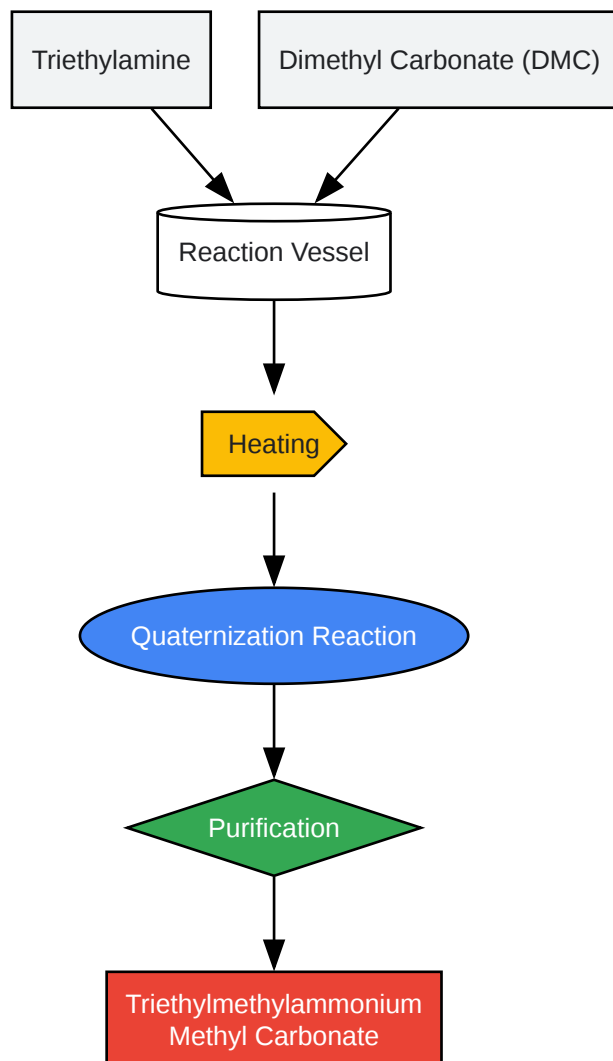 Triethylamine
Dimethyl Carbonate (DMC)
Reaction Vessel
Heating
Quaternization Reaction
Purification
Triethylmethylammonium
Methyl Carbonate